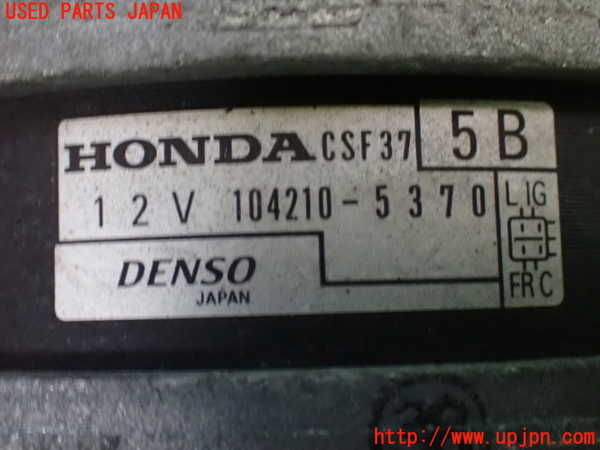 USED PARTS JAPAN
HONDA CSF37 5B
12V 104210-5370
L IG
DENSO
JAPAN
FR C
http://www.upjpn.com/